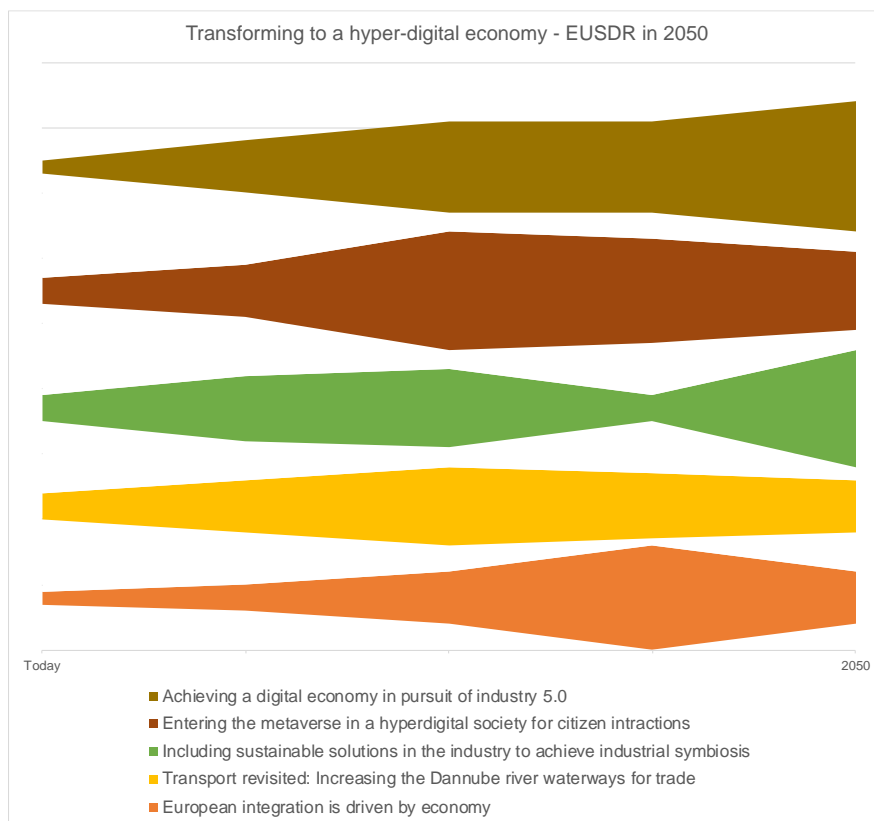 Transforming to a hyper-digital economy - EUSDR in 2050
Today
2050
Achieving a digital economy in pursuit of industry 5.0
Entering the metaverse in a hyperdigital society for citizen intractions
Including sustainable solutions in the industry to achieve industrial symbiosis
Transport revisited: Increasing the Dannube river waterways for trade
European integration is driven by economy